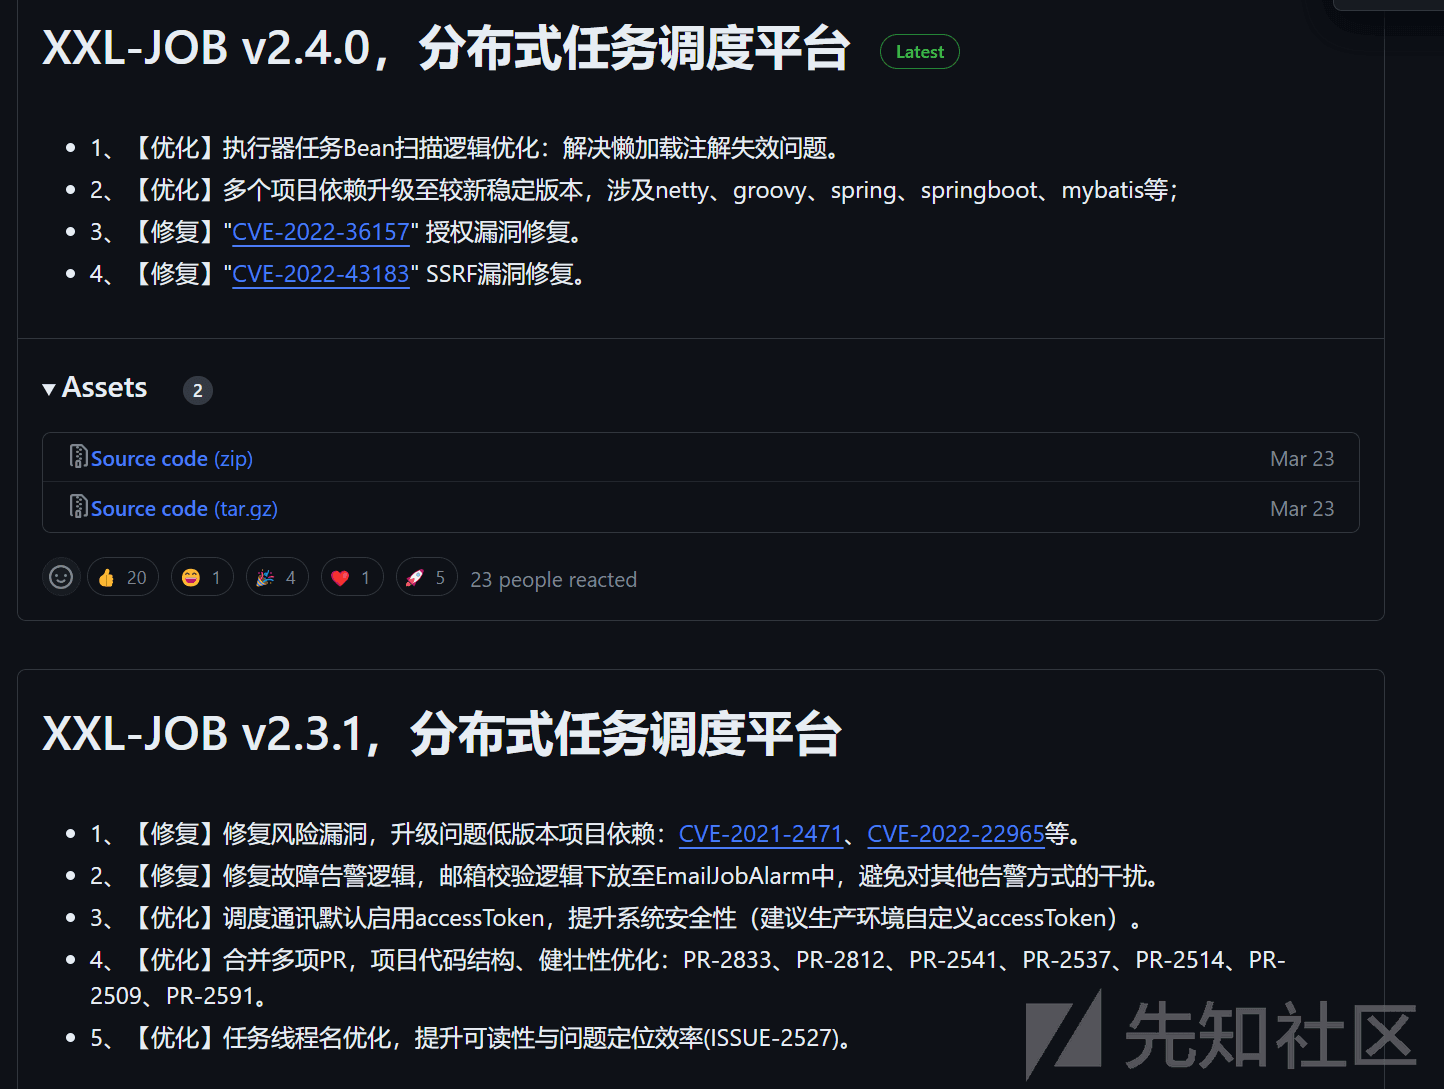 XXL-JOB v2.4.0，分布式任务调度平台 Latest
1、【优化】执行器任务Bean扫描逻辑优化：解决懒加载注解失效问题。
2、【优化】多个项目依赖升级至较新稳定版本，涉及netty、groovy、spring、springboot、mybatis等；
3、【修复】"CVE-2022-36157" 授权漏洞修复。
4、【修复】"CVE-2022-43183" SSRF漏洞修复。
Assets 2
Source code (zip) Mar 23
Source code (tar.gz) Mar 23
👍 20 😄 1 🎉 4 ❤️ 1 🚀 5 23 people reacted
XXL-JOB v2.3.1，分布式任务调度平台
1、【修复】修复风险漏洞，升级问题低版本项目依赖：CVE-2021-2471、CVE-2022-22965等。
2、【修复】修复故障告警逻辑，邮箱校验逻辑下放至EmailJobAlarm中，避免对其他告警方式的干扰。
3、【优化】调度通讯默认启用accessToken，提升系统安全性（建议生产环境自定义accessToken）。
4、【优化】合并多项PR，项目代码结构、健壮性优化：PR-2833、PR-2812、PR-2541、PR-2537、PR-2514、PR-
2509、PR-2591。
5、【优化】任务线程名优化，提升可读性与问题定位效率(ISSUE-2527)。
先知社区